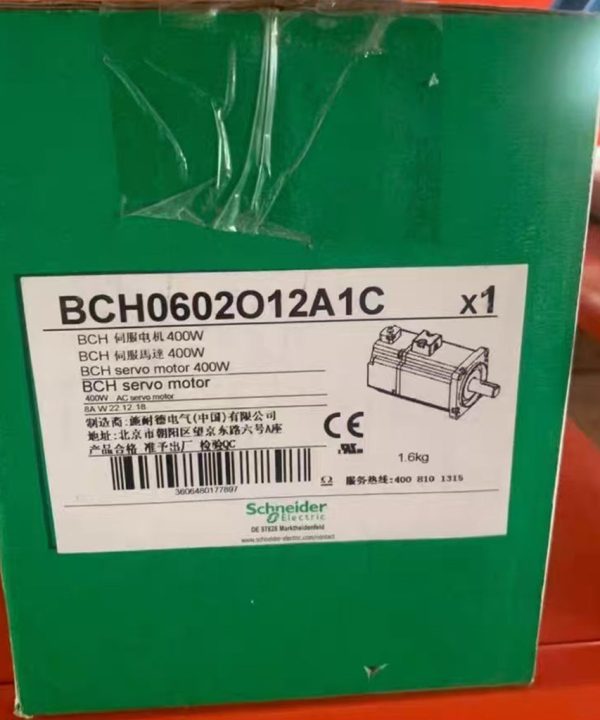 BCH0602O12A1C x1
BCH 伺服电机 400W
BCH 伺服馬達 400W
BCH servo motor 400W
BCH servo motor
400W AC servo motor
8A W 22 12 18
制造商: 施耐德电气(中国)有限公司
地址: 北京市朝阳区望京东路六号A座
产品合格 准予出厂 检验QC
CE
1.6kg
3606480177897
服务热线: 400 810 1315
Schneider
Electric
DE 97828 Marktheidenfeld
www.schneider-electric.com/contact